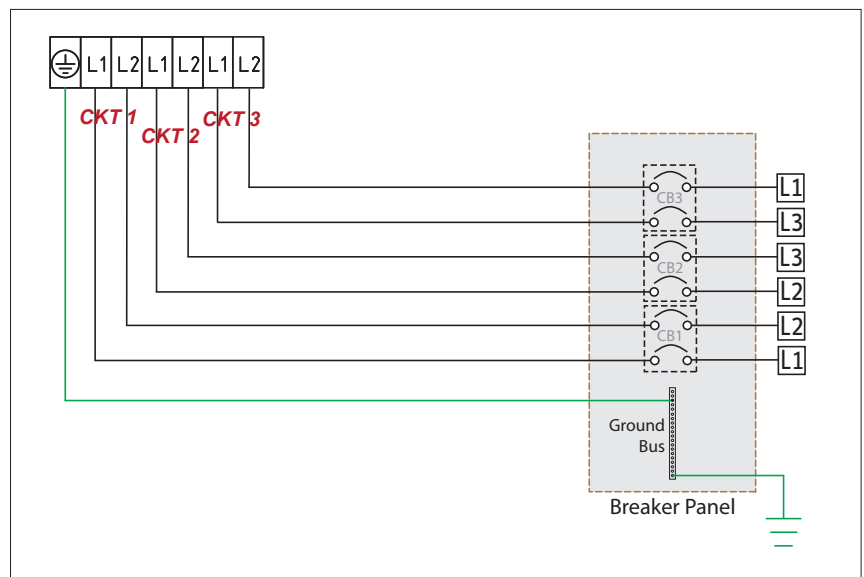 L1 L2 L1 L2 L1 L2
CKT 1
CKT 2
CKT 3
CB3
L1
L3
CB2
L3
L2
CB1
L2
L1
Ground
Bus
Breaker Panel